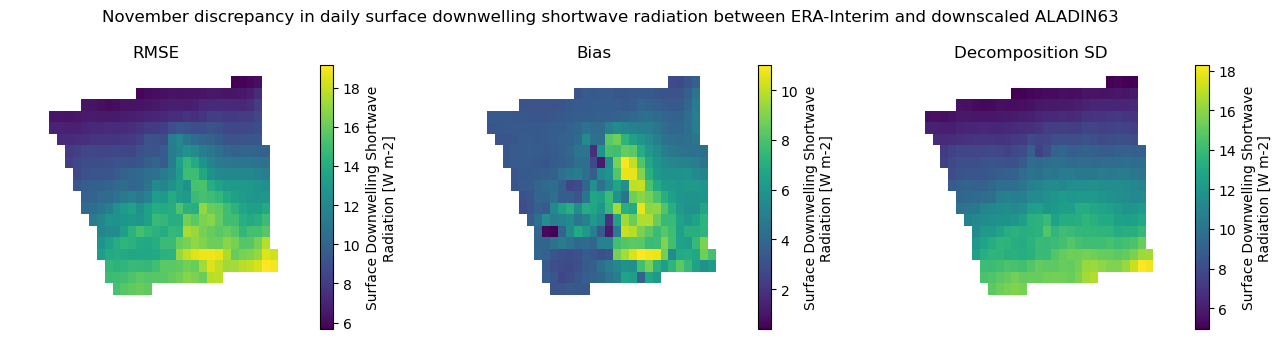 November discrepancy in daily surface downwelling shortwave radiation between ERA-Interim and downscaled ALADIN63
RMSE
18
16
14
12
10
8
6
Surface Downwelling Shortwave
Radiation [W m-2]
Bias
10
8
6
4
2
Surface Downwelling Shortwave
Radiation [W m-2]
Decomposition SD
18
16
14
12
10
8
6
Surface Downwelling Shortwave
Radiation [W m-2]